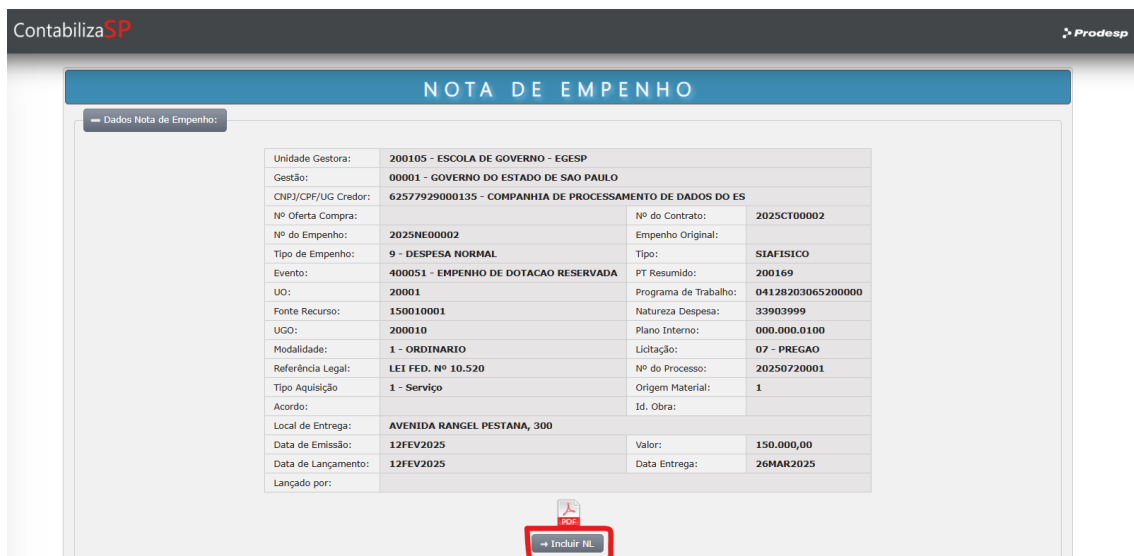 ContabilizaSP
Prodesp
NOTA DE EMPENHO
Dados Nota de Empenho:
Unidade Gestora: 200105 - ESCOLA DE GOVERNO - EGESP
Gestão: 00001 - GOVERNO DO ESTADO DE SAO PAULO
CNPJ/CPF/UG Credor: 62577929000135 - COMPANHIA DE PROCESSAMENTO DE DADOS DO ES
Nº Oferta Compra: Nº do Contrato: 2025CT00002
Nº do Empenho: 2025NE00002 Empenho Original:
Tipo de Empenho: 9 - DESPESA NORMAL Tipo: SIAFISICO
Evento: 400051 - EMPENHO DE DOTACAO RESERVADA PT Resumido: 200169
UO: 20001 Programa de Trabalho: 04128203065200000
Fonte Recurso: 150010001 Natureza Despesa: 33903999
UGO: 200010 Plano Interno: 000.000.0100
Modalidade: 1 - ORDINARIO Licitação: 07 - PREGAO
Referência Legal: LEI FED. Nº 10.520 Nº do Processo: 20250720001
Tipo Aquisição 1 - Serviço Origem Material: 1
Acordo: Id. Obra:
Local de Entrega: AVENIDA RANGEL PESTANA, 300
Data de Emissão: 12FEV2025 Valor: 150.000,00
Data de Lançamento: 12FEV2025 Data Entrega: 26MAR2025
Lançado por:
PDF
Incluir NL